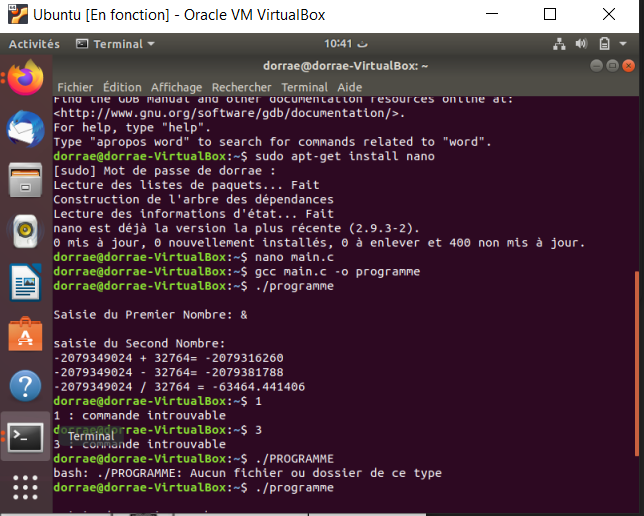 Ubuntu [En fonction] - Oracle VM VirtualBox
Activités Terminal 10:41 ت
dorrae@dorrae-VirtualBox: ~
Fichier Édition Affichage Rechercher Terminal Aide
Find the GDB manual and other documentation resources online at:
<http://www.gnu.org/software/gdb/documentation/>.
For help, type "help".
Type "apropos word" to search for commands related to "word".
dorrae@dorrae-VirtualBox:~$ sudo apt-get install nano
[sudo] Mot de passe de dorrae :
Lecture des listes de paquets... Fait
Construction de l'arbre des dépendances
Lecture des informations d'état... Fait
nano est déjà la version la plus récente (2.9.3-2).
0 mis à jour, 0 nouvellement installés, 0 à enlever et 400 non mis à jour.
dorrae@dorrae-VirtualBox:~$ nano main.c
dorrae@dorrae-VirtualBox:~$ gcc main.c -o programme
dorrae@dorrae-VirtualBox:~$ ./programme
Saisie du Premier Nombre: &
saisie du Second Nombre:
-2079349024 + 32764= -2079316260
-2079349024 - 32764= -2079381788
-2079349024 / 32764 = -63464.441406
dorrae@dorrae-VirtualBox:~$ 1
1 : commande introuvable
dorrae@dorrae-VirtualBox:~$ 3
3 : commande introuvable
Terminal
dorrae@dorrae-VirtualBox:~$ ./PROGRAMME
bash: ./PROGRAMME: Aucun fichier ou dossier de ce type
dorrae@dorrae-VirtualBox:~$ ./programme